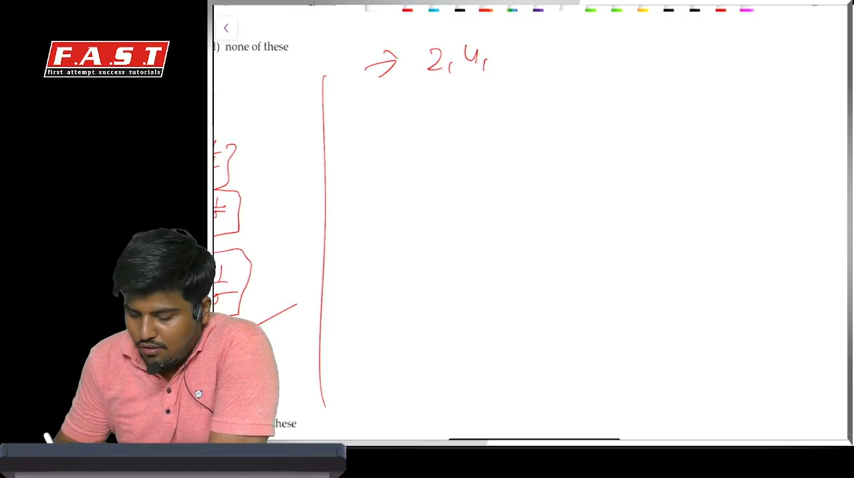 F.A.S.T
first attempt success tutorials
d) none of these
→ 2, 4,
these